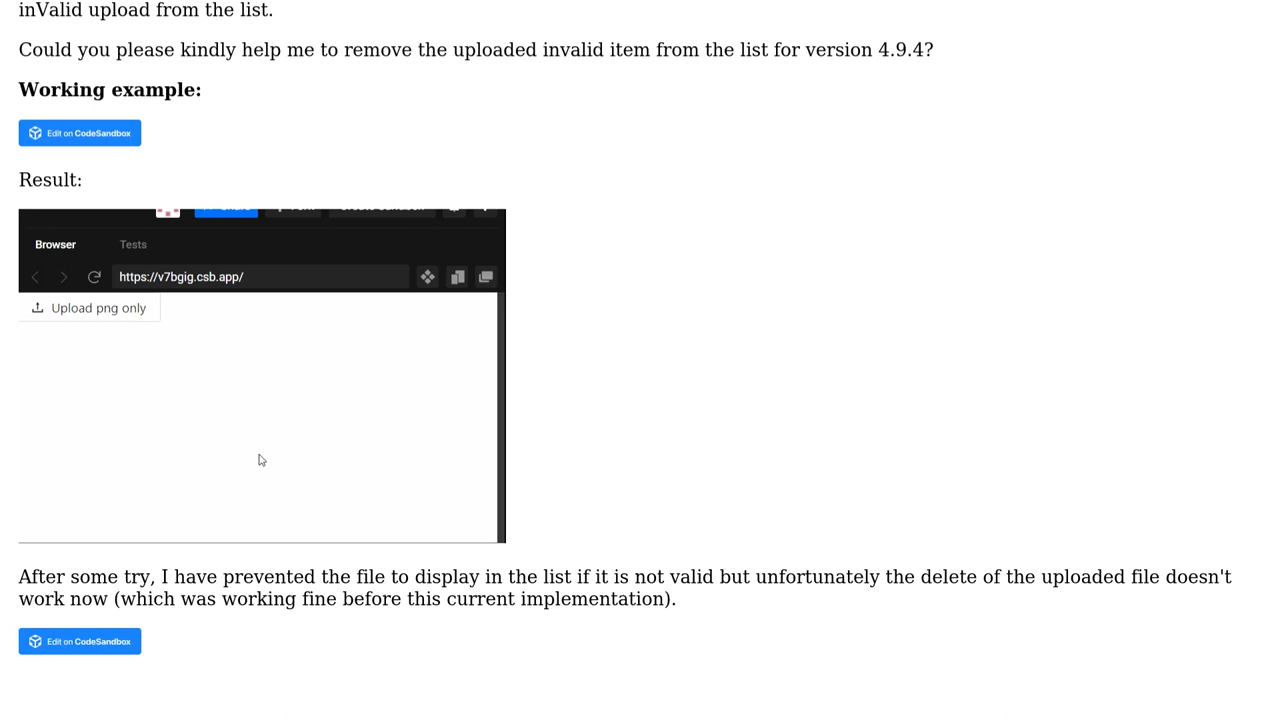 inValid upload from the list.
Could you please kindly help me to remove the uploaded invalid item from the list for version 4.9.4?
Working example:
Edit on CodeSandbox
Result:
Browser Tests
https://v7bgig.csb.app/
Upload png only
After some try, I have prevented the file to display in the list if it is not valid but unfortunately the delete of the uploaded file doesn't
work now (which was working fine before this current implementation).
Edit on CodeSandbox